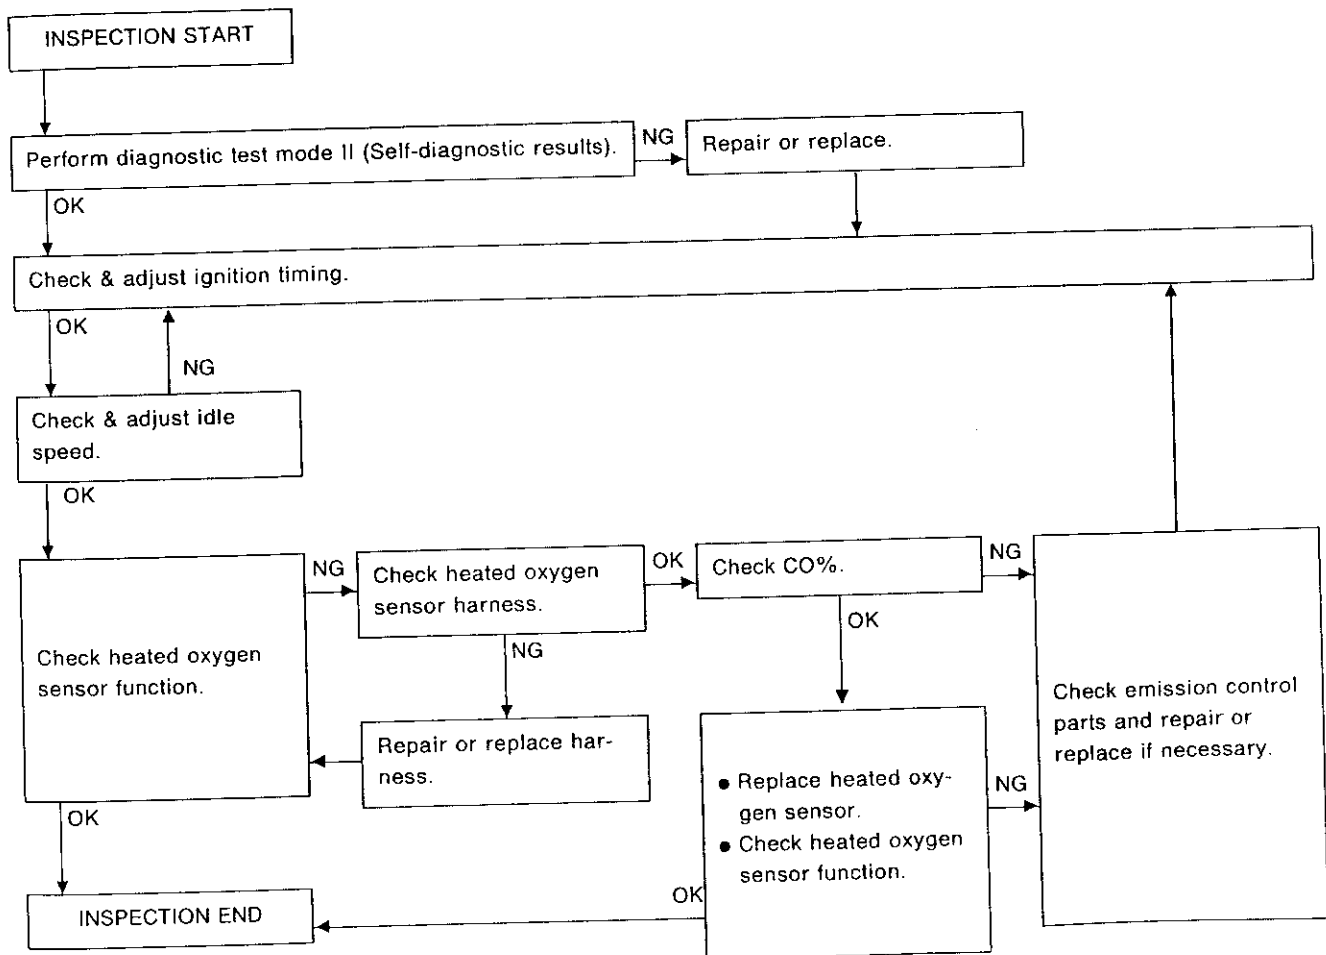 INSPECTION START
Perform diagnostic test mode II (Self-diagnostic results).
NG
Repair or replace.
OK
Check & adjust ignition timing.
OK
NG
Check & adjust idle
speed.
OK
Check heated oxygen
sensor function.
NG
Check heated oxygen
sensor harness.
OK
Check CO%.
NG
NG
OK
Repair or replace har-
ness.
● Replace heated oxy-
gen sensor.
● Check heated oxygen
sensor function.
NG
Check emission control
parts and repair or
replace if necessary.
OK
OK
INSPECTION END